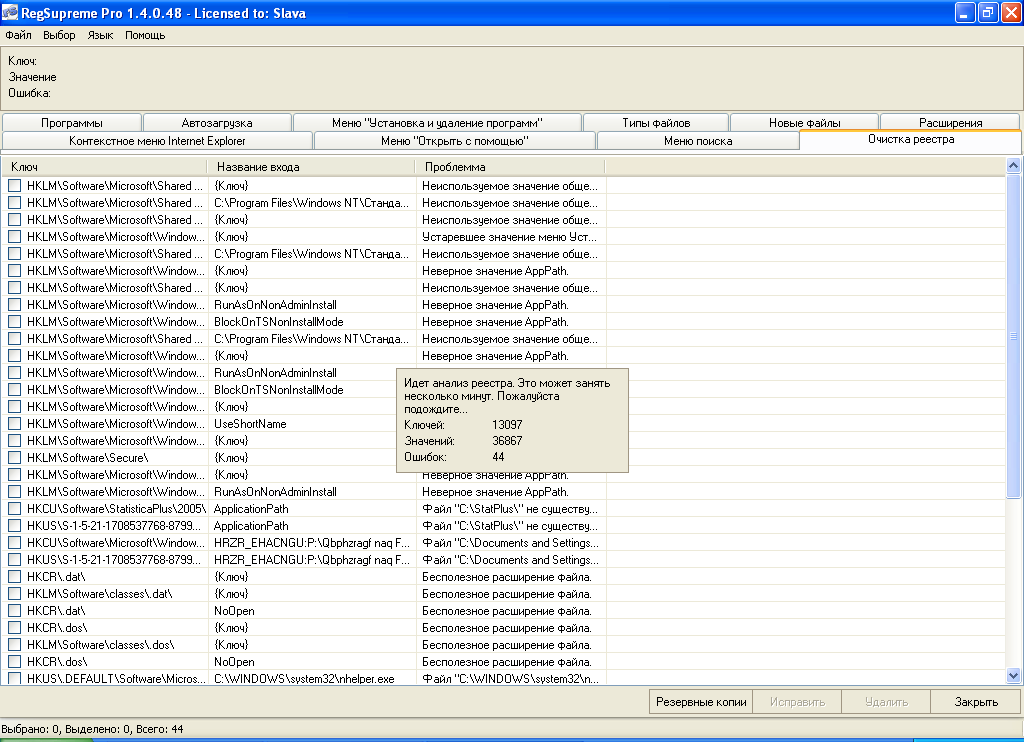 RegSupreme Pro 1.4.0.48 - Licensed to: Slava
Файл Выбор Язык Помощь
Ключ:
Значение
Ошибка:
Программы Автозагрузка Меню "Установка и удаление программ" Типы файлов Новые файлы Расширения
Контекстное меню Internet Explorer Меню "Открыть с помощью" Меню поиска Очистка реестра
Ключ Название входа Проблемма
HKLM\Software\Microsoft\Shared ... {Ключ} Неиспользуемое значение обще...
HKLM\Software\Microsoft\Shared ... C:\Program Files\Windows NT\Станда... Неиспользуемое значение обще...
HKLM\Software\Microsoft\Shared ... {Ключ} Неиспользуемое значение обще...
HKLM\Software\Microsoft\Window... {Ключ} Устаревшее значение меню Уст...
HKLM\Software\Microsoft\Shared ... C:\Program Files\Windows NT\Станда... Неиспользуемое значение обще...
HKLM\Software\Microsoft\Window... {Ключ} Неверное значение AppPath.
HKLM\Software\Microsoft\Shared ... {Ключ} Неиспользуемое значение обще...
HKLM\Software\Microsoft\Window... RunAsOnNonAdminInstall Неверное значение AppPath.
HKLM\Software\Microsoft\Window... BlockOnTSNonInstallMode Неверное значение AppPath.
HKLM\Software\Microsoft\Shared ... C:\Program Files\Windows NT\Станда... Неиспользуемое значение обще...
HKLM\Software\Microsoft\Window... {Ключ} Неверное значение AppPath.
HKLM\Software\Microsoft\Window... RunAsOnNonAdminInstall
HKLM\Software\Microsoft\Window... BlockOnTSNonInstallMode
HKLM\Software\Microsoft\Window... {Ключ}
HKLM\Software\Microsoft\Window... UseShortName
HKLM\Software\Microsoft\Window... {Ключ}
HKLM\Software\Secure\ {Ключ}
HKLM\Software\Microsoft\Window... {Ключ} Неверное значение AppPath.
HKLM\Software\Microsoft\Window... RunAsOnNonAdminInstall Неверное значение AppPath.
HKCU\Software\StatisticaPlus\2005\ ApplicationPath Файл "C:\StatPlus\" не существу...
HKUS\S-1-5-21-1708537768-8799... ApplicationPath Файл "C:\StatPlus\" не существу...
HKCU\Software\Microsoft\Window... HRZR_EHACNGU:P:\Qbphzragf naq F... Файл "C:\Documents and Settings...
HKUS\S-1-5-21-1708537768-8799... HRZR_EHACNGU:P:\Qbphzragf naq F... Файл "C:\Documents and Settings...
HKCR\.dat\ {Ключ} Бесполезное расширение файла.
HKLM\Software\classes\.dat\ {Ключ} Бесполезное расширение файла.
HKCR\.dat\ NoOpen Бесполезное расширение файла.
HKCR\.dos\ {Ключ} Бесполезное расширение файла.
HKLM\Software\classes\.dos\ {Ключ} Бесполезное расширение файла.
HKCR\.dos\ NoOpen Бесполезное расширение файла.
HKUS\.DEFAULT\Software\Micros... C:\WINDOWS\system32\nhelper.exe Файл "C:\WINDOWS\system32\n...
Идет анализ реестра. Это может занять
несколько минут. Пожалуйста
подождите...
Ключей: 13097
Значений: 36867
Ошибок: 44
Резервные копии Исправить Удалить Закрыть
Выбрано: 0, Выделено: 0, Всего: 44